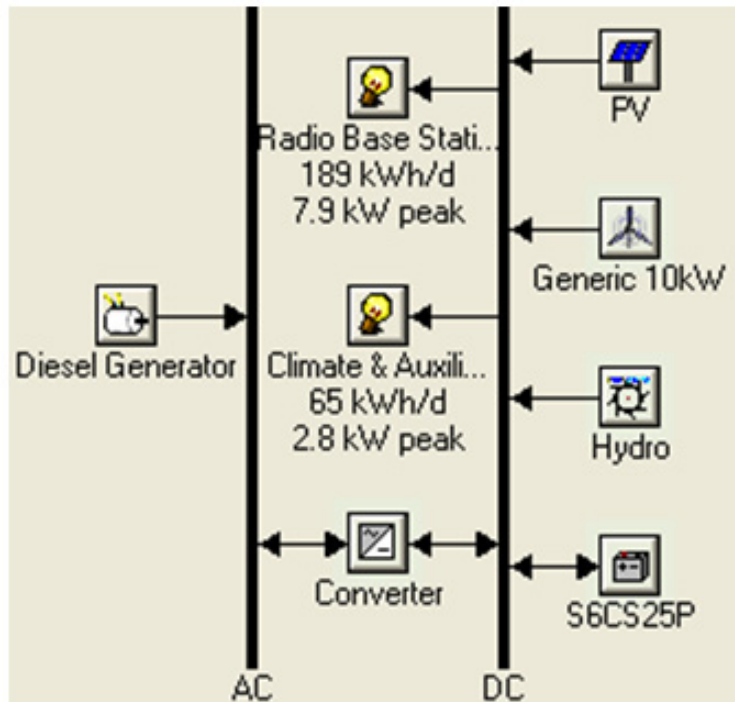 PV
Radio Base Stati...
189 kWh/d
7.9 kW peak
Generic 10kW
Diesel Generator
Climate & Auxili...
65 kWh/d
2.8 kW peak
Hydro
Converter
S6CS25P
AC
DC